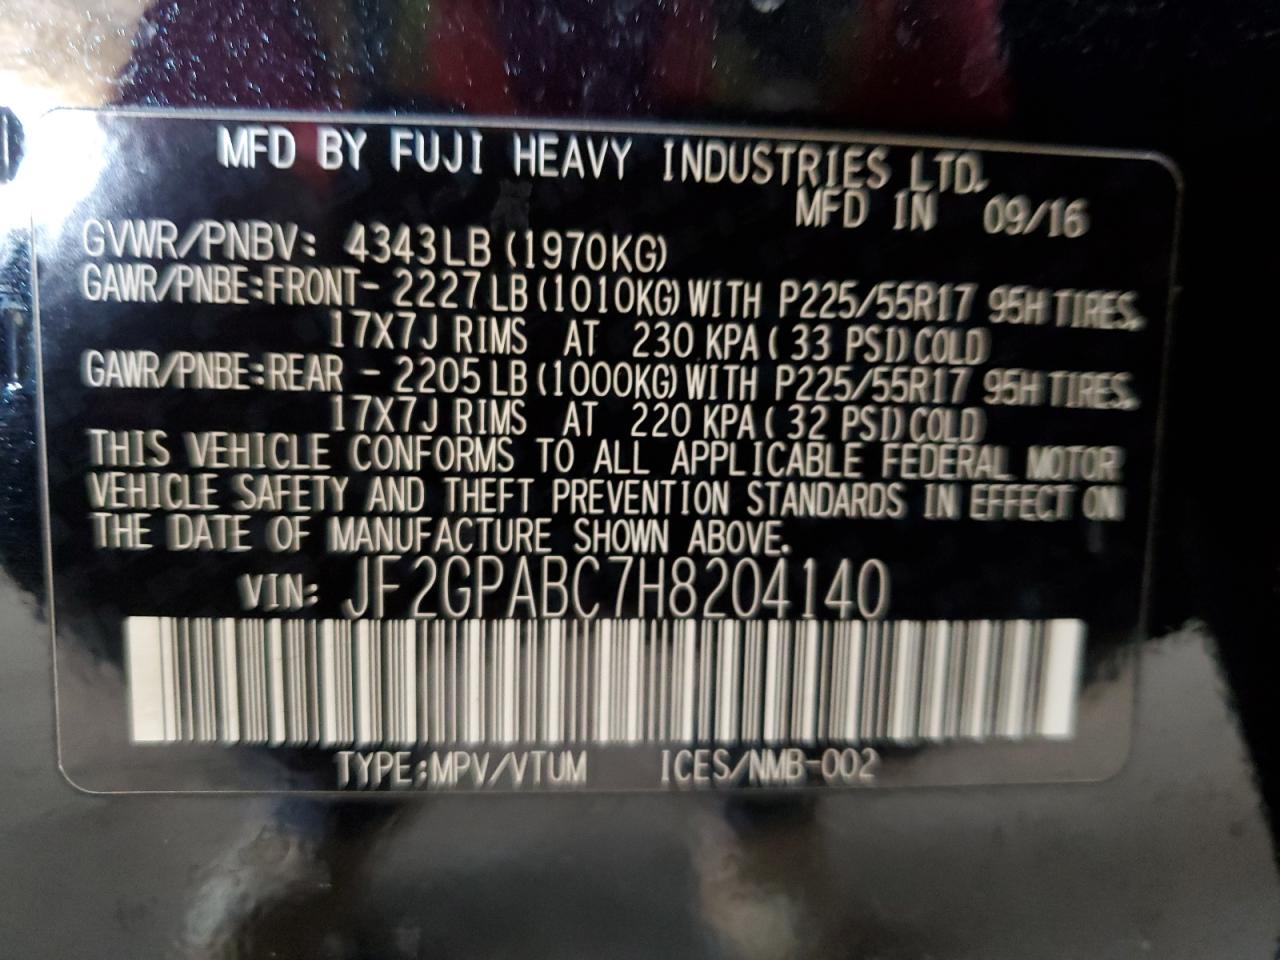 MFD BY FUJI HEAVY INDUSTRIES LTD.
MFD IN 09/16
GVWR/PNBV: 4343LB (1970KG)
GAWR/PNBE:FRONT- 2227LB (1010KG) WITH P225/55R17 95H TIRES,
17X7J RIMS AT 230 KPA ( 33 PSI) COLD
GAWR/PNBE:REAR - 2205LB (1000KG) WITH P225/55R17 95H TIRES,
17X7J RIMS AT 220 KPA ( 32 PSI) COLD
THIS VEHICLE CONFORMS TO ALL APPLICABLE FEDERAL MOTOR
VEHICLE SAFETY AND THEFT PREVENTION STANDARDS IN EFFECT ON
THE DATE OF MANUFACTURE SHOWN ABOVE.
VIN: JF2GPABC7H8204140
TYPE:MPV/VTUM ICES/NMB-002